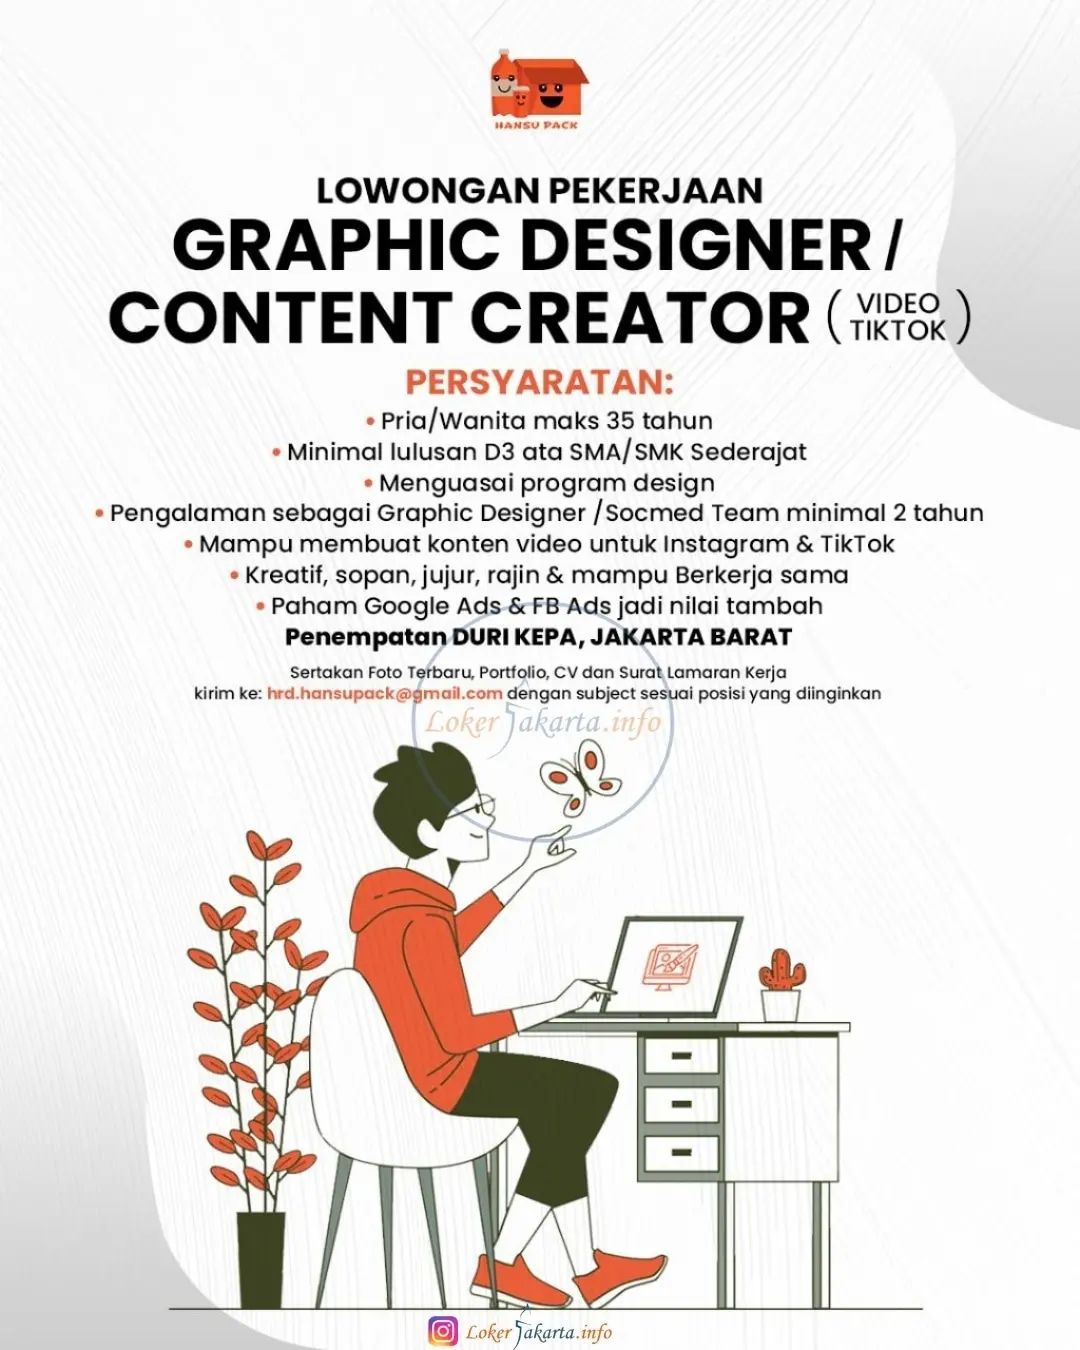 HANSU PACK
LOWONGAN PEKERJAAN
GRAPHIC DESIGNER /
CONTENT CREATOR ( VIDEO TIKTOK )
PERSYARATAN:
• Pria/Wanita maks 35 tahun
• Minimal lulusan D3 ata SMA/SMK Sederajat
• Menguasai program design
• Pengalaman sebagai Graphic Designer /Socmed Team minimal 2 tahun
• Mampu membuat konten video untuk Instagram & TikTok
• Kreatif, sopan, jujur, rajin & mampu Berkerja sama
• Paham Google Ads & FB Ads jadi nilai tambah
Penempatan DURI KEPA, JAKARTA BARAT
Sertakan Foto Terbaru, Portfolio, CV dan Surat Lamaran Kerja
kirim ke: hrd.hansupack@gmail.com dengan subject sesuai posisi yang diinginkan
Loker Jakarta.info
Loker Jakarta.info